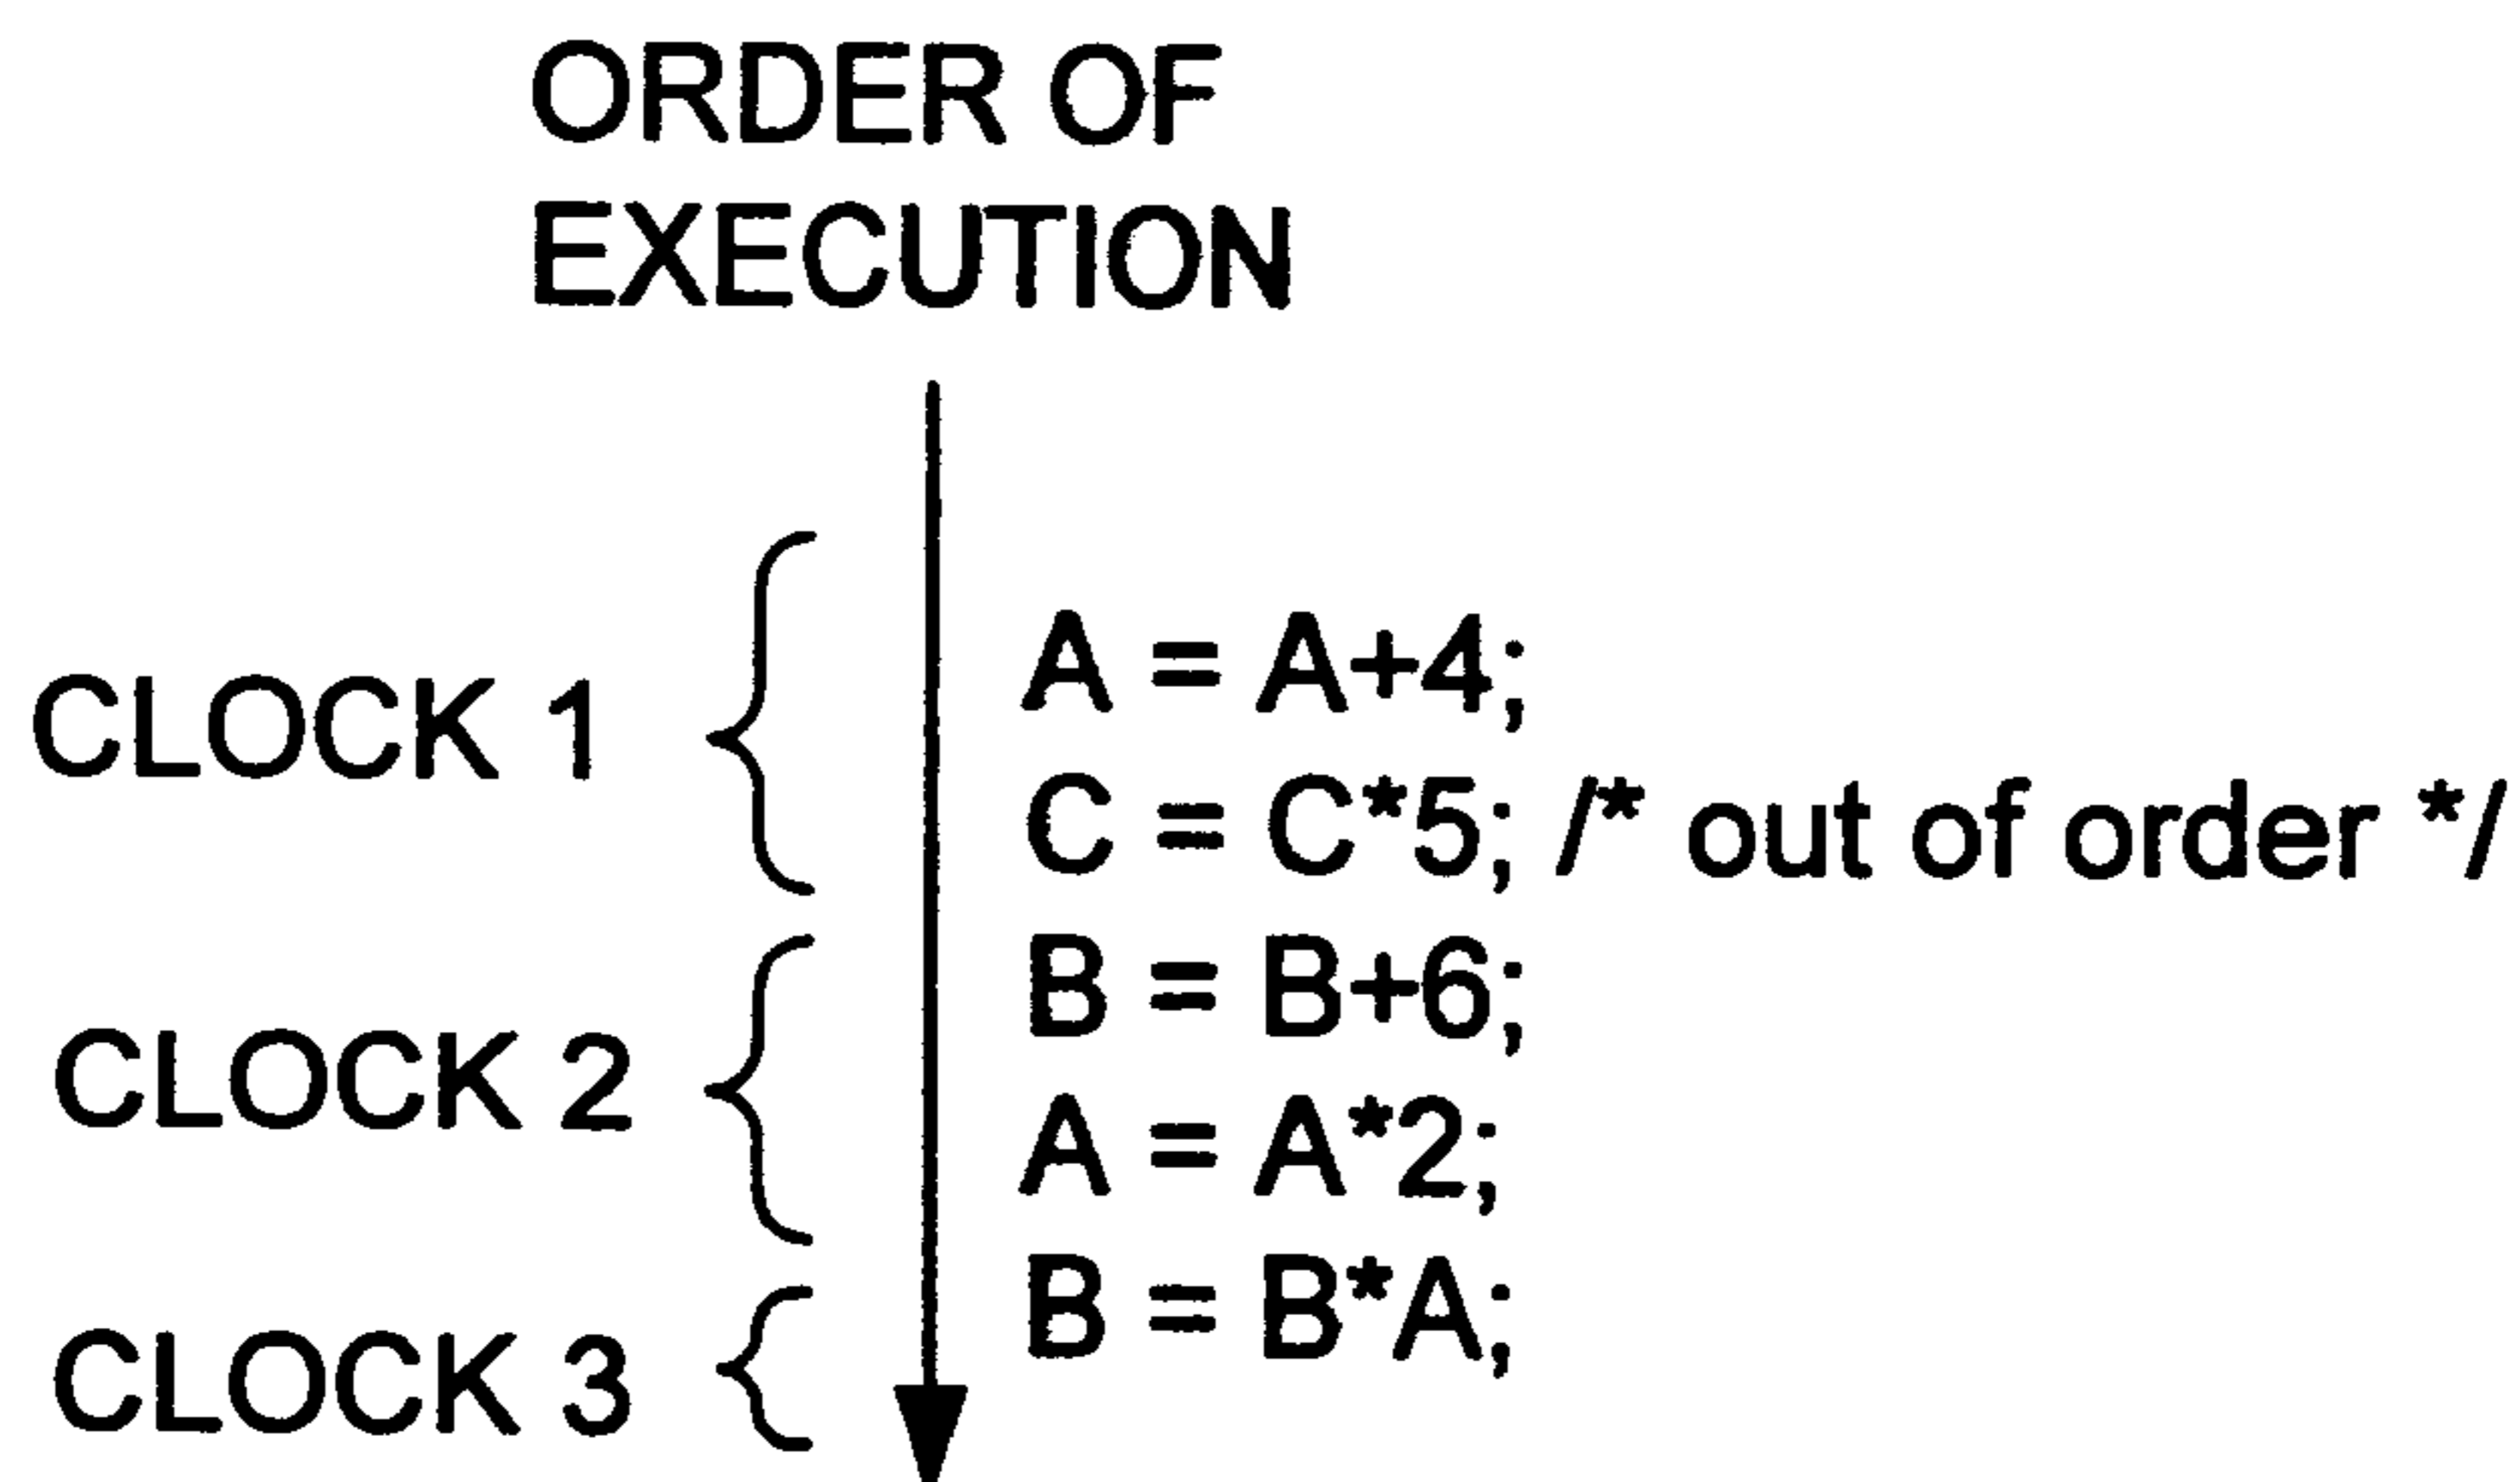 ORDER OF
EXECUTION
A = A+4;
CLOCK 1
C = C*5; /* out of order */
B = B+6;
CLOCK 2
A = A*2;
B = B*A;
CLOCK 3